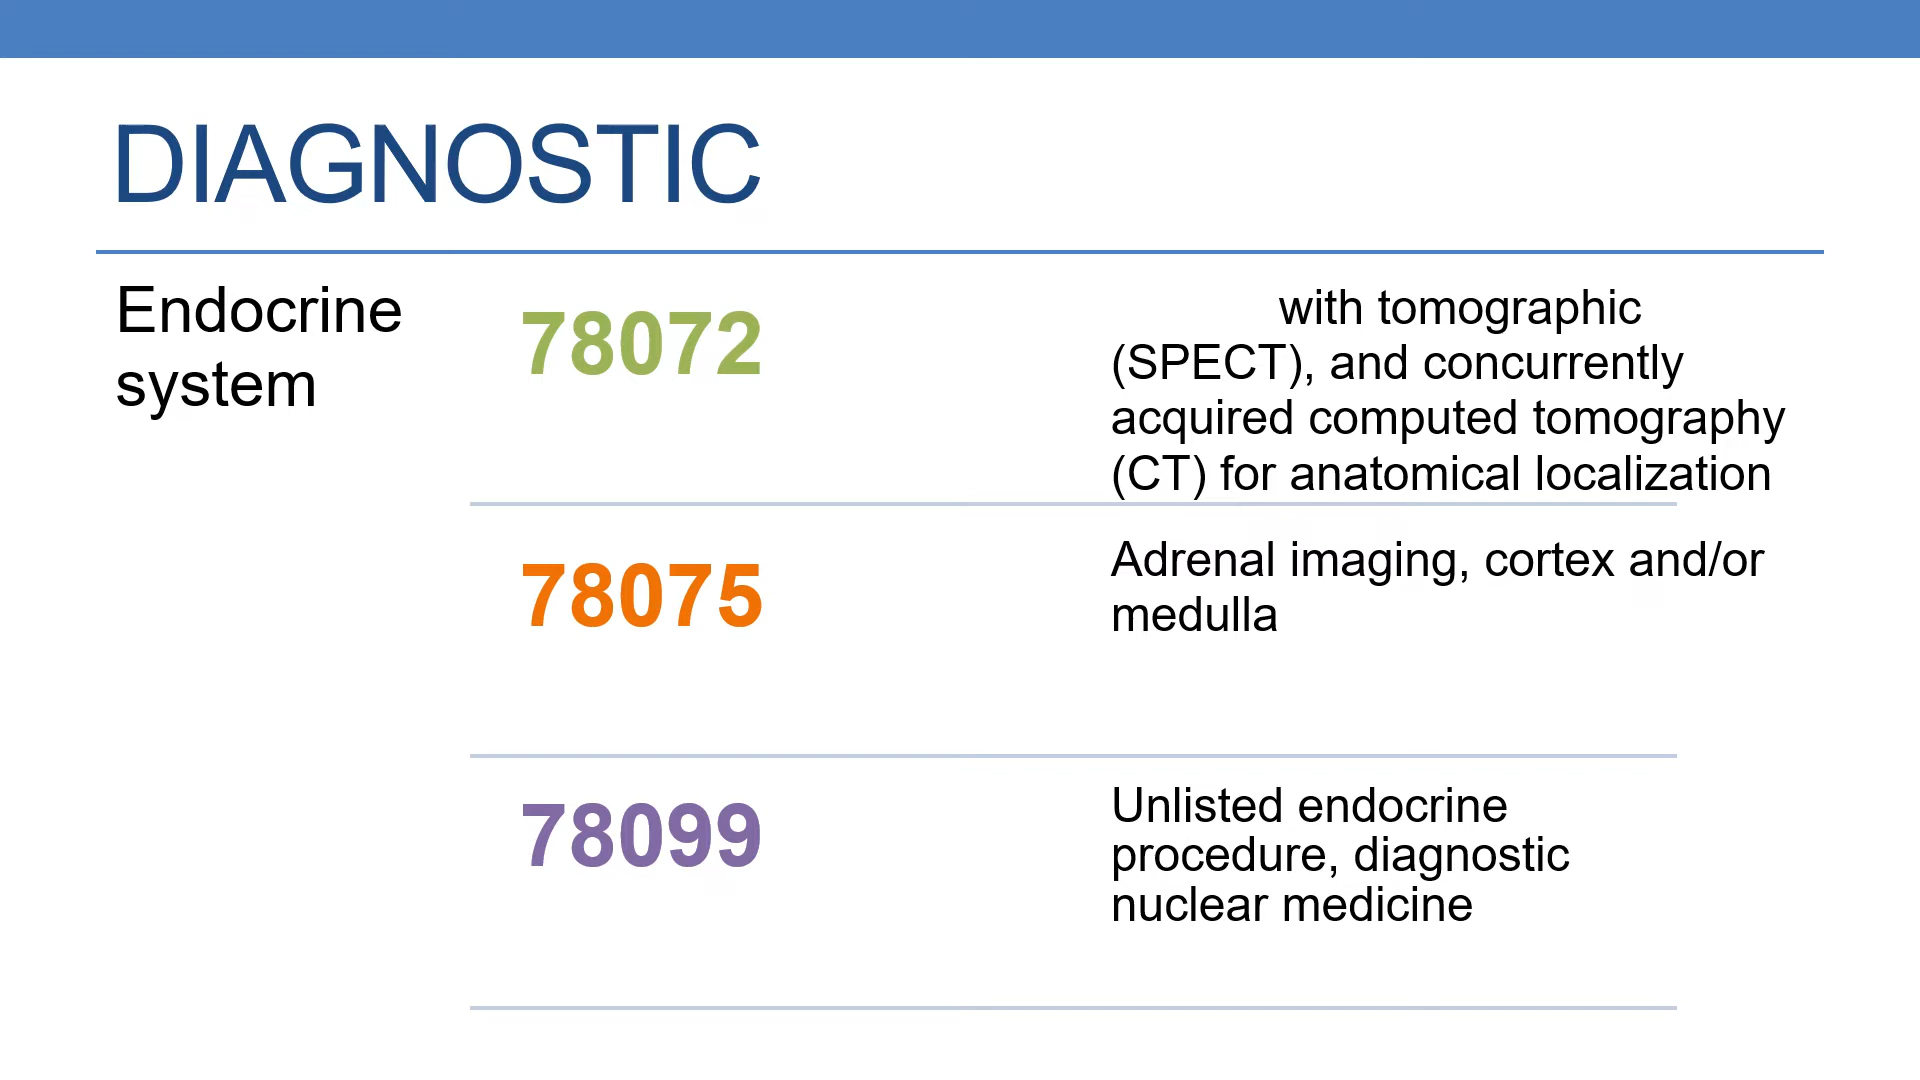 DIAGNOSTIC
Endocrine
system
78072
with tomographic
(SPECT), and concurrently
acquired computed tomography
(CT) for anatomical localization
78075
Adrenal imaging, cortex and/or
medulla
78099
Unlisted endocrine
procedure, diagnostic
nuclear medicine